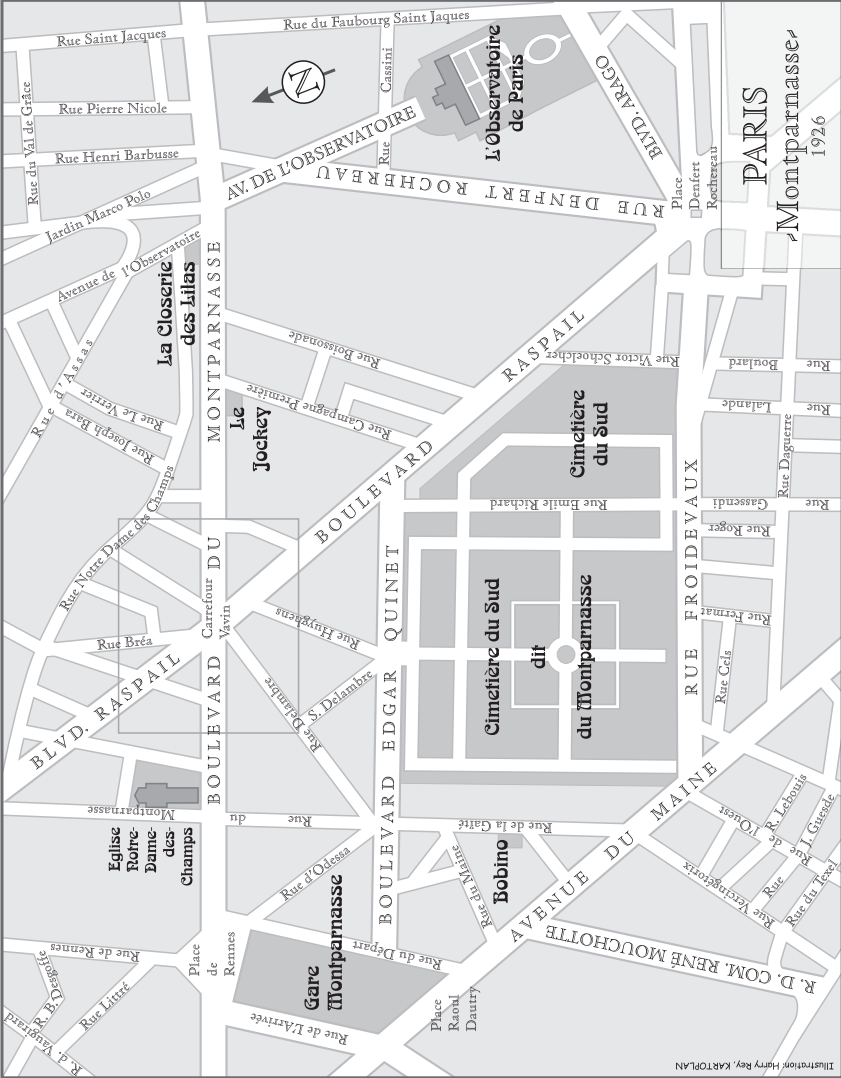 PARIS
"Montparnasse"
1926
Rue du Faubourg Saint Jaques
Rue Saint Jacques
Rue du Val de Grâce
Rue Pierre Nicole
Rue Henri Barbusse
Jardin Marco Polo
Avenue de l'Observatoire
N
Rue Cassini
L'Observatoire
de Paris
BLVD. ARAGO
AV. DE L'OBSERVATOIRE
RUE DENFERT ROCHEREAU
Place
Denfert
Rochereau
La Closerie
des Lilas
Rue d'Assas
Rue Le Verrier
Rue Joseph Bara
Rue Notre Dame des Champs
Rue Boissonade
Rue Campagne Première
Le
Jockey
BOULEVARD RASPAIL
Rue Victor Schoelcher
Rue Boulard
Rue Lalande
Rue Daguerre
Rue Gassendi
Rue Roger
Rue Fermat
Rue Cels
Cimetière
du Sud
Rue Emile Richard
Cimetière du Sud
dit
du Montparnasse
RUE FROIDEVAUX
BOULEVARD DU MONTPARNASSE
Carrefour
Vavin
Rue Bréa
BLVD. RASPAIL
Rue Huyghens
Rue Delambre
Rue S. Delambre
BOULEVARD EDGAR QUINET
Eglise
Notre-
Dame-
des-
Champs
Rue du Montparnasse
Rue d'Odessa
Rue de la Gaîté
Bobino
Rue du Maine
AVENUE DU MAINE
Rue de l'Ouest
R. Lebouis
J. Guesde
Rue
Rue Vercingétorix
Rue du Texel
R. D. COM. RENÉ MOUCHOTTE
Rue du Départ
Gare
Montparnasse
Rue de L'Arrivée
Place
de
Rennes
Place
Raoul
Dautry
Rue de Rennes
R. B. Desgoffe
Rue Littré
R. d. Vaugirard
Illustration: Harry Rey, KARTOPLAN